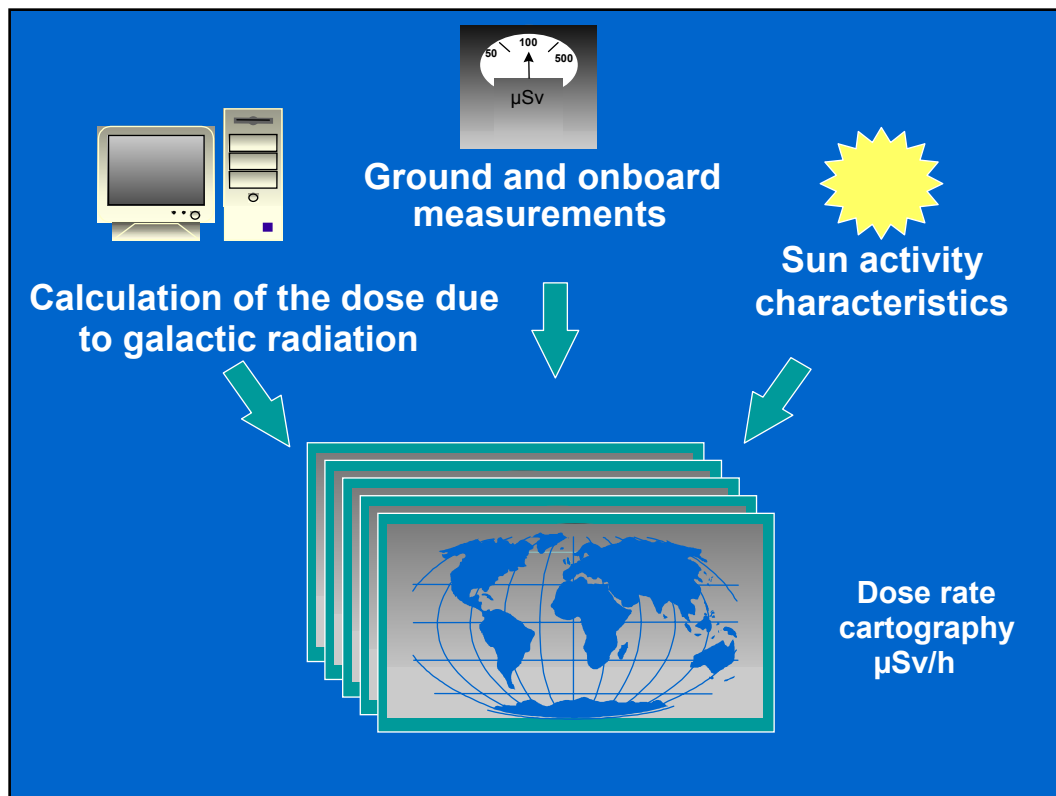 50
100
500
µSv
Ground and onboard
measurements
Calculation of the dose due
to galactic radiation
Sun activity
characteristics
Dose rate
cartography
µSv/h